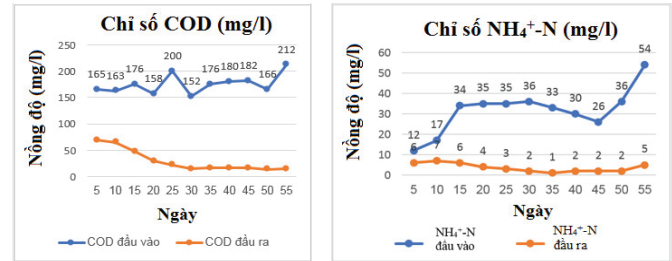 Chỉ số COD (mg/l)
Nồng độ (mg/l)
250
200
150
100
50
0
165 163 176 158 200 152 176 180 182 166 212
5 10 15 20 25 30 35 40 45 50 55
Ngày
COD đầu vào COD đầu ra
Chỉ số NH₄⁺-N (mg/l)
Nồng độ (mg/l)
60
50
40
30
20
10
0
12 17 34 35 35 36 33 30 26 36 54
6 7 6 4 3 2 1 2 2 2 5
5 10 15 20 25 30 35 40 45 50 55
Ngày
NH₄⁺-N
đầu vào
NH₄⁺-N
đầu ra